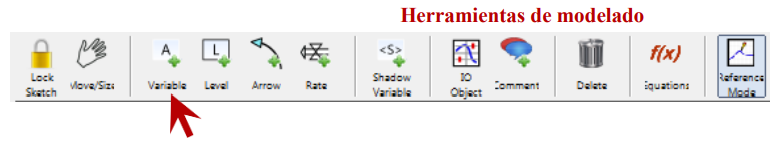 Herramientas de modelado
A L <S> f(x)
Lock Sketch Move/Size Variable Level Arrow Rate Shadow Variable IO Object Comment Delete Equations Reference Mode